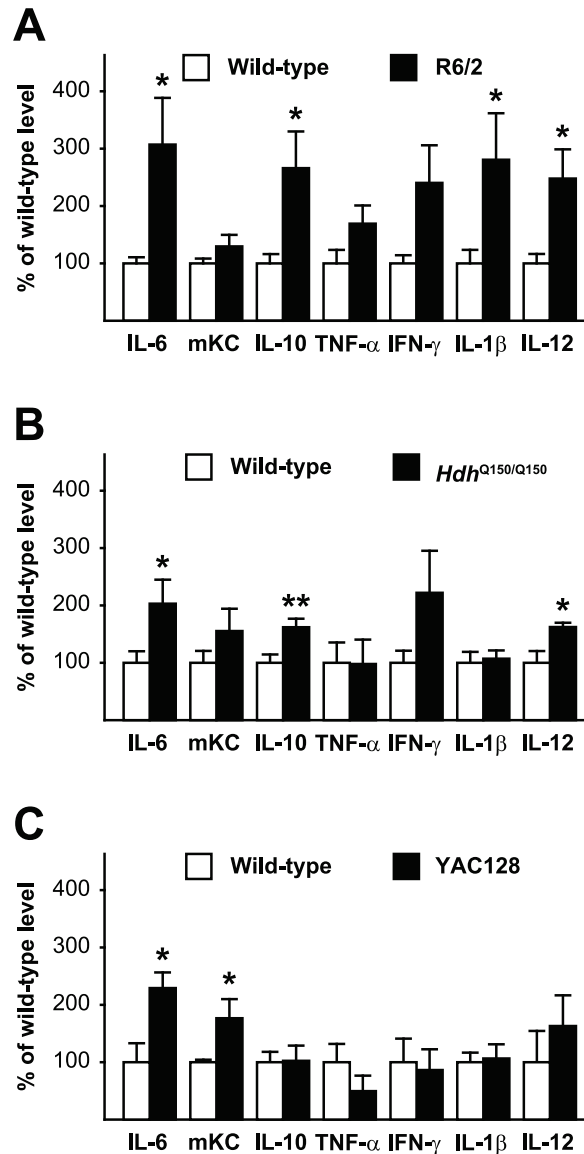 A
Wild-type R6/2
% of wild-type level
400
300
200
100
* * * *
IL-6 mKC IL-10 TNF-α IFN-γ IL-1β IL-12
B
Wild-type Hdh^Q150/Q150
% of wild-type level
400
300
200
100
* ** *
IL-6 mKC IL-10 TNF-α IFN-γ IL-1β IL-12
C
Wild-type YAC128
% of wild-type level
400
300
200
100
* *
IL-6 mKC IL-10 TNF-α IFN-γ IL-1β IL-12